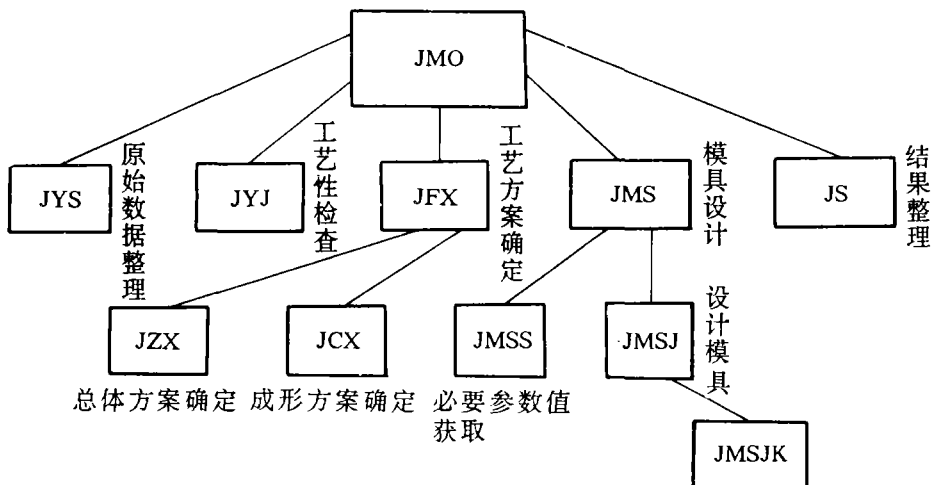 JMO
JYS
原始数据整理
JYJ
工艺性检查
JFX
工艺方案确定
JMS
模具设计
JS
结果整理
JZX
总体方案确定
JCX
成形方案确定
JMSS
必要参数值
获取
JMSJ
设计模具
JMSJK